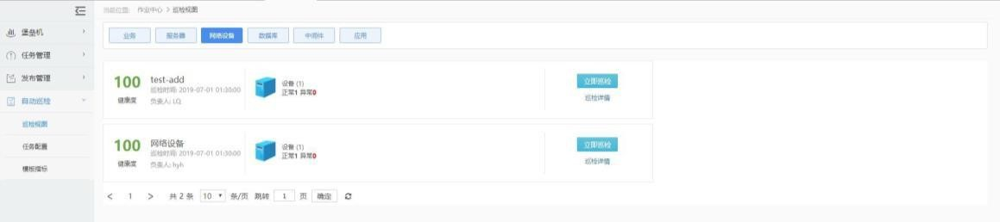 当前位置: 作业中心 > 巡检视图
堡垒机
任务管理
发布管理
自动巡检
巡检视图
任务配置
模板指标
业务 服务器 网络设备 数据库 中间件 应用
100
健康度
test-add
巡检时间: 2019-07-01 01:30:00
负责人: LQ
设备 (1)
正常1 异常0
立即巡检
巡检详情
100
健康度
网络设备
巡检时间: 2019-07-01 01:30:00
负责人: hyh
设备 (1)
正常1 异常0
立即巡检
巡检详情
< 1 > 共 2 条 10 条/页 跳转 1 页 确定